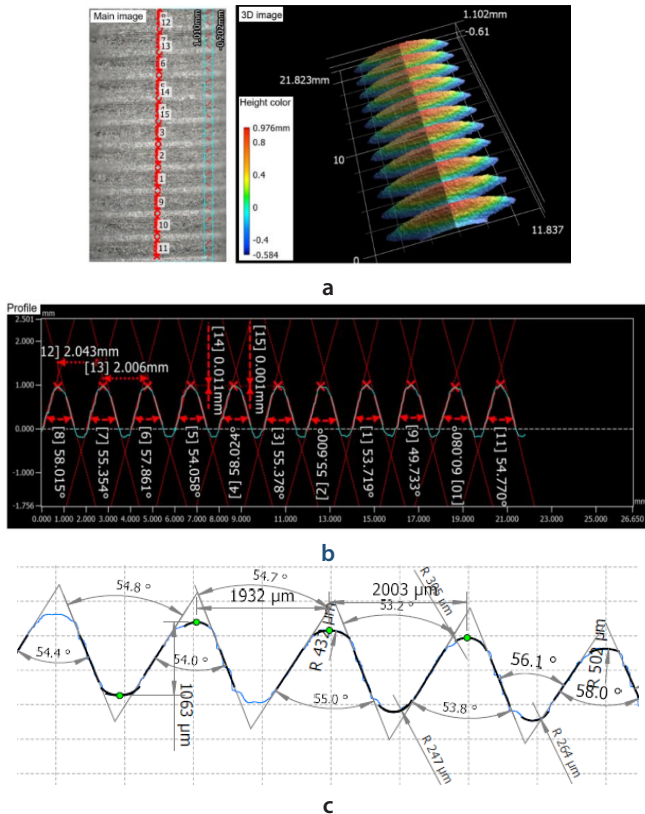 Main image
8
12
7
13
6
5
14
4
15
3
2
1
9
10
11
1.010mm
-0.202mm
3D image
1.102mm
-0.61
21.823mm
Height color
0.976mm
0.8
0.4
0
-0.4
-0.584
10
0
11.837
a
Profile
mm
2.501
2.000
1.000
0.000
-1.000
-1.756
12] 2.043mm
[13] 2.006mm
[14] 0.011mm
[15] 0.001mm
[8] 58.015°
[7] 55.354°
[6] 57.861°
[5] 54.058°
[4] 58.024°
[3] 55.378°
[2] 55.600°
[1] 53.719°
[9] 49.733°
[10] 60.080°
[11] 54.770°
mm
0.000 1.000 3.000 5.000 7.000 9.000 11.000 13.000 15.000 17.000 19.000 21.000 23.000 25.000 26.650
b
54.8 °
54.7 °
1932 µm
2003 µm
R 305 µm
53.2 °
54.4 °
54.0 °
1063 µm
55.0 °
53.8 °
56.1 °
58.0 °
R 502 µm
R 247 µm
R 264 µm
c